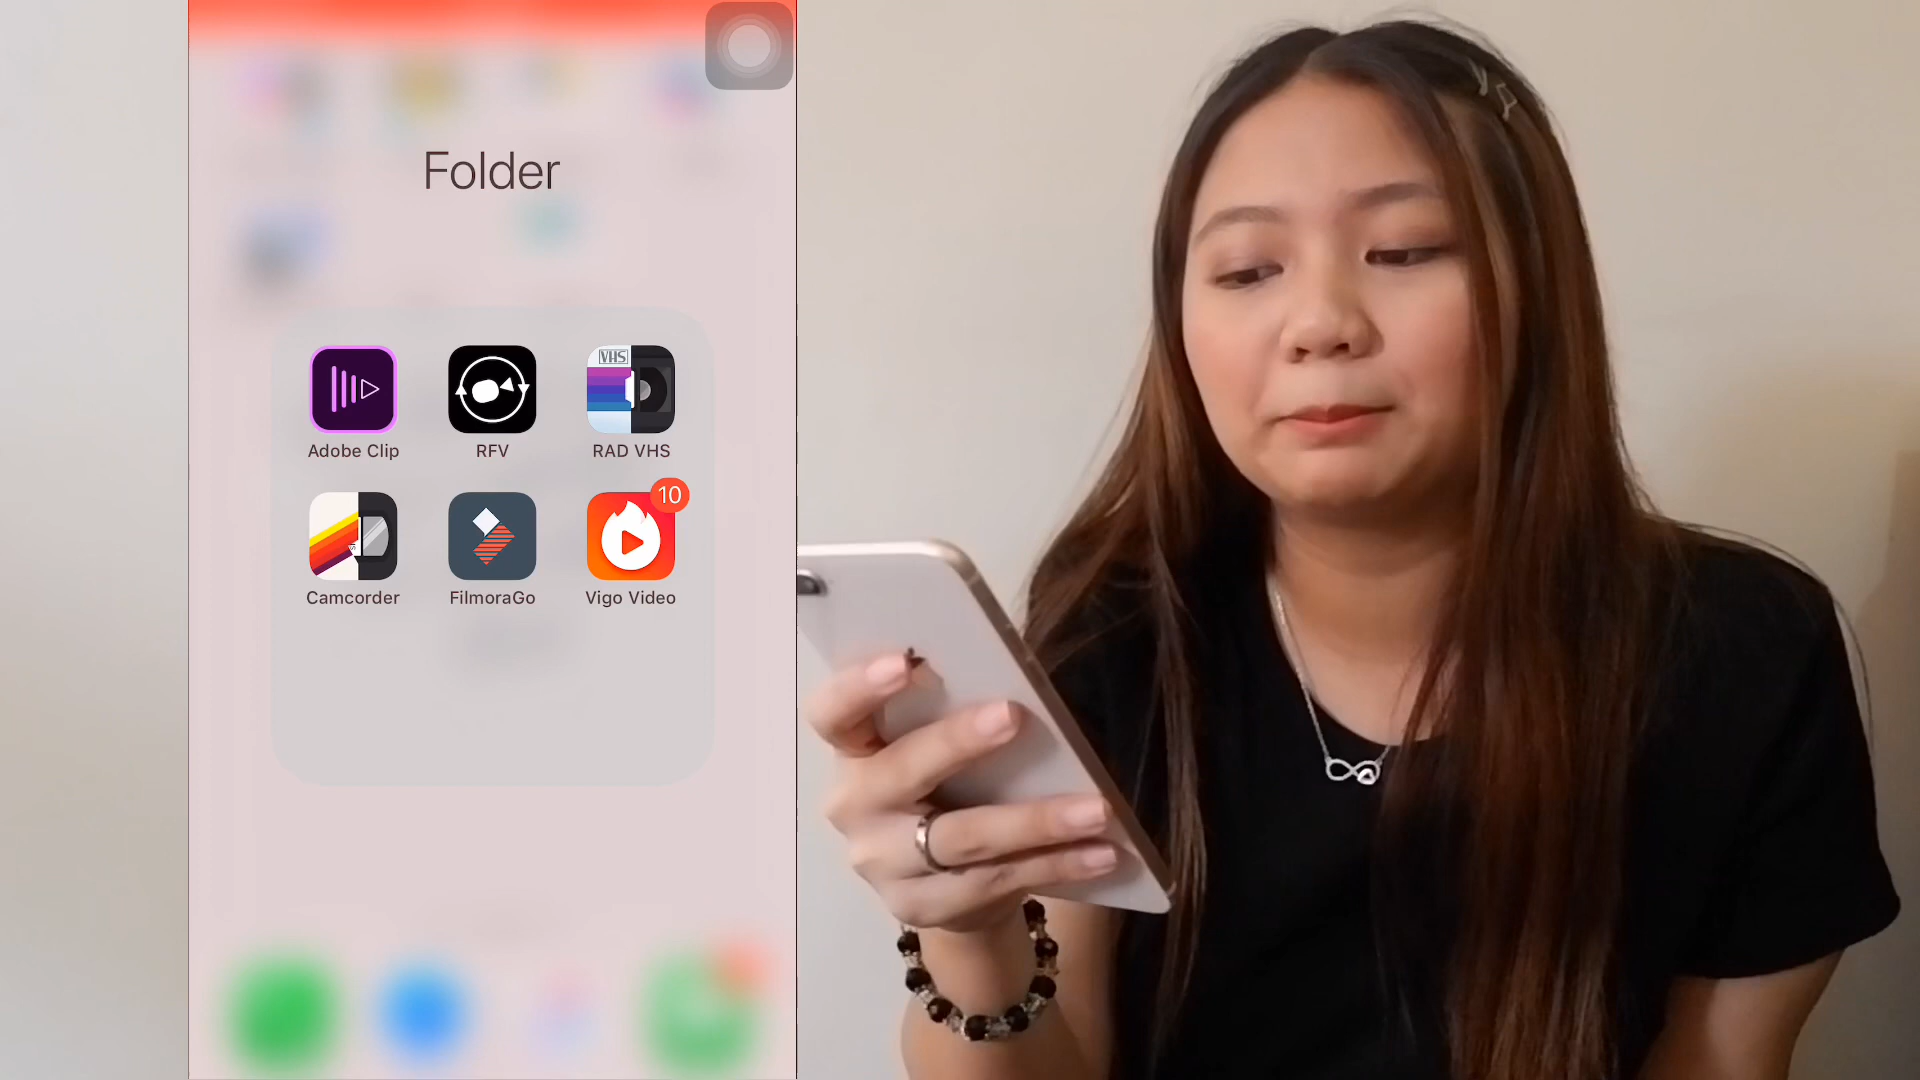 Folder
VHS
Adobe Clip
RFV
RAD VHS
10
Camcorder
FilmoraGo
Vigo Video